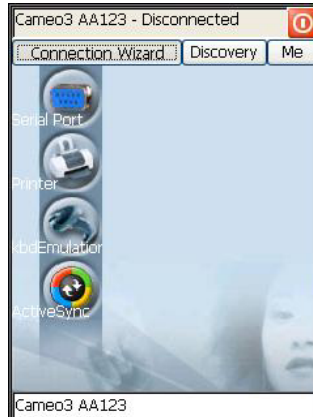 Cameo3 AA123 - Disconnected
Connection Wizard Discovery Me
Serial Port
Printer
kbdEmulation
ActiveSync
Cameo3 AA123